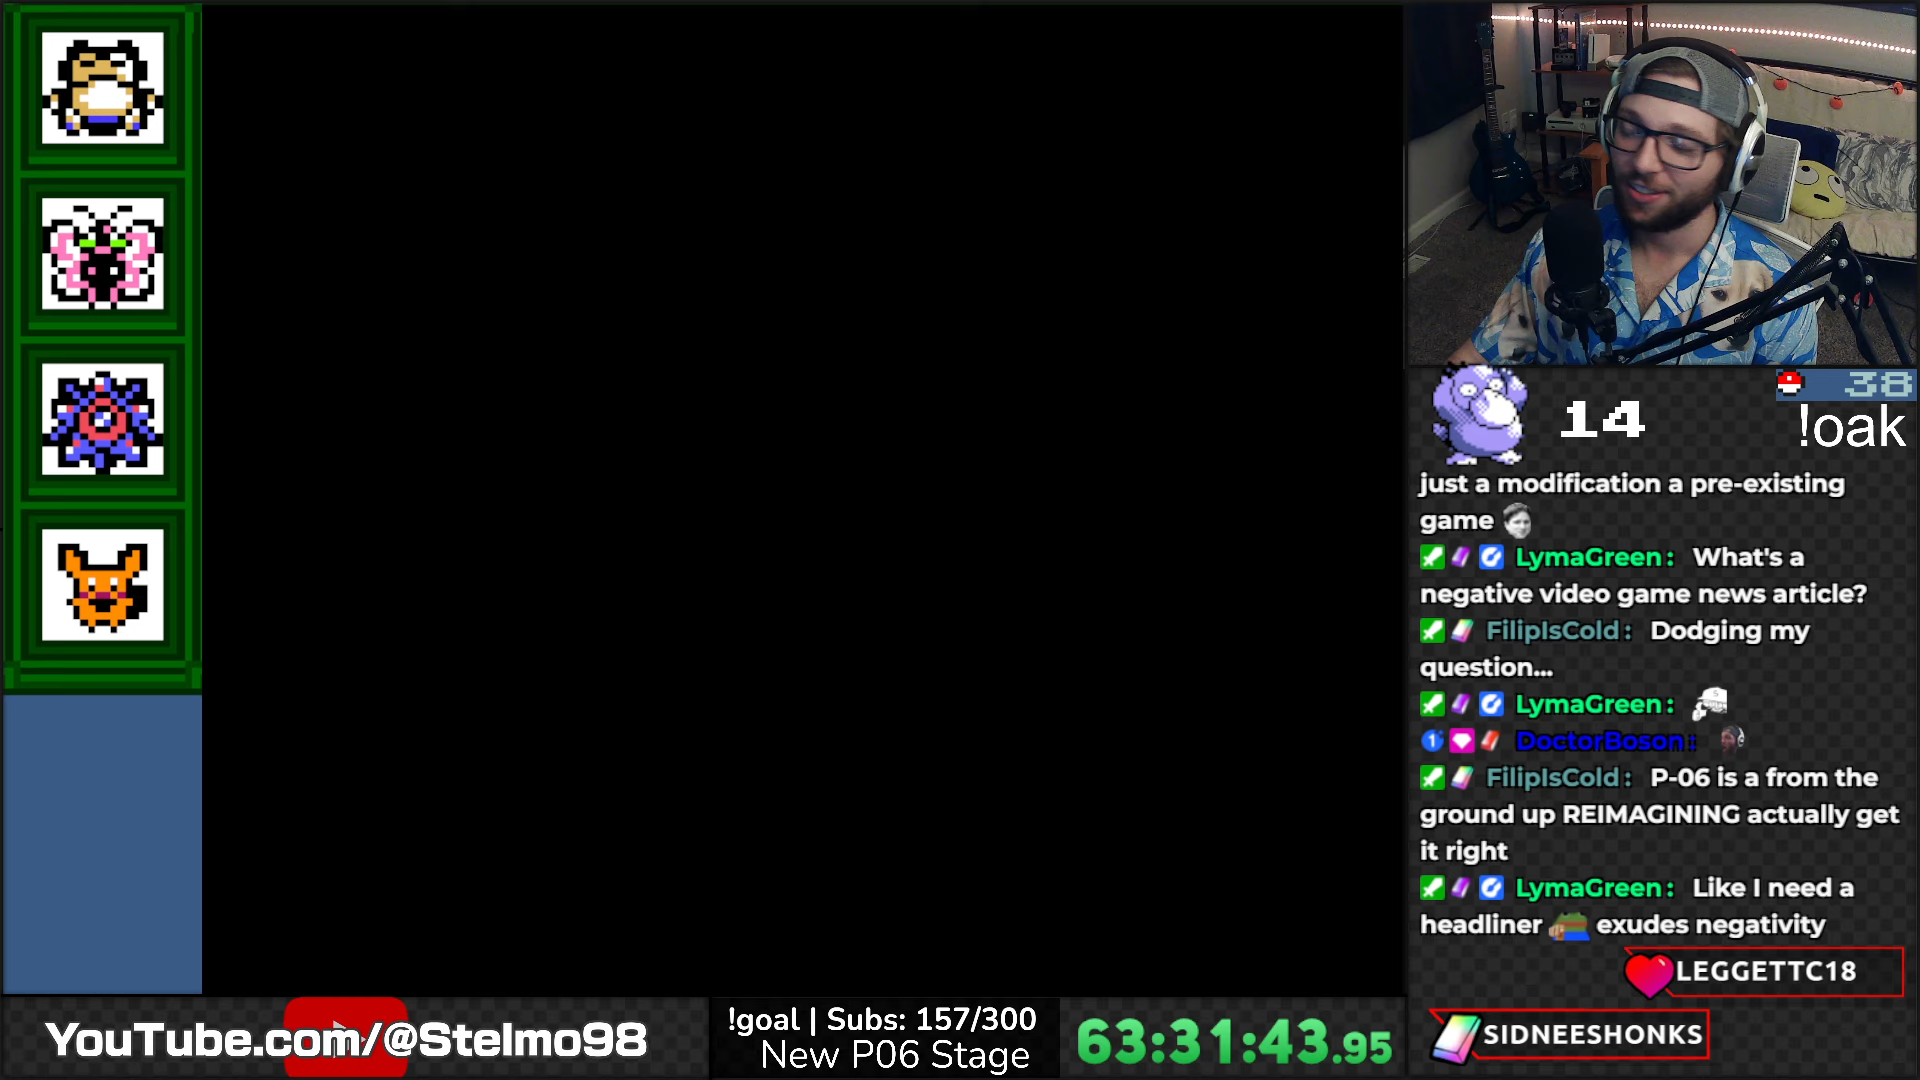 38
14
!oak
just a modification a pre-existing
game
LymaGreen: What's a
negative video game news article?
FilipIsCold: Dodging my
question...
LymaGreen:
DoctorBoson:
FilipIsCold: P-06 is a from the
ground up REIMAGINING actually get
it right
LymaGreen: Like I need a
headliner exudes negativity
LEGGETTC18
SIDNEESHONKS
YouTube.com/@Stelmo98
!goal | Subs: 157/300
New P06 Stage
63:31:43.95